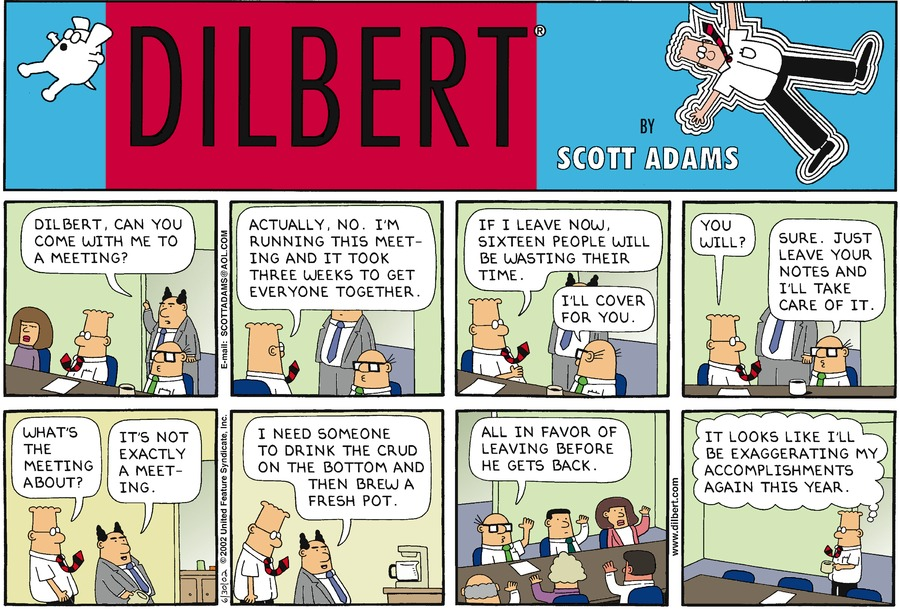 DILBERT®
BY
SCOTT ADAMS
DILBERT, CAN YOU
COME WITH ME TO
A MEETING?
E-mail: SCOTTADAMS@AOL.COM
ACTUALLY, NO. I'M
RUNNING THIS MEET-
ING AND IT TOOK
THREE WEEKS TO GET
EVERYONE TOGETHER.
IF I LEAVE NOW,
SIXTEEN PEOPLE WILL
BE WASTING THEIR
TIME.
I'LL COVER
FOR YOU.
YOU
WILL?
SURE. JUST
LEAVE YOUR
NOTES AND
I'LL TAKE
CARE OF IT.
WHAT'S
THE
MEETING
ABOUT?
IT'S NOT
EXACTLY
A MEET-
ING.
6/30/02 © 2002 United Feature Syndicate, Inc.
I NEED SOMEONE
TO DRINK THE CRUD
ON THE BOTTOM AND
THEN BREW A
FRESH POT.
ALL IN FAVOR OF
LEAVING BEFORE
HE GETS BACK.
www.dilbert.com
IT LOOKS LIKE I'LL
BE EXAGGERATING MY
ACCOMPLISHMENTS
AGAIN THIS YEAR.